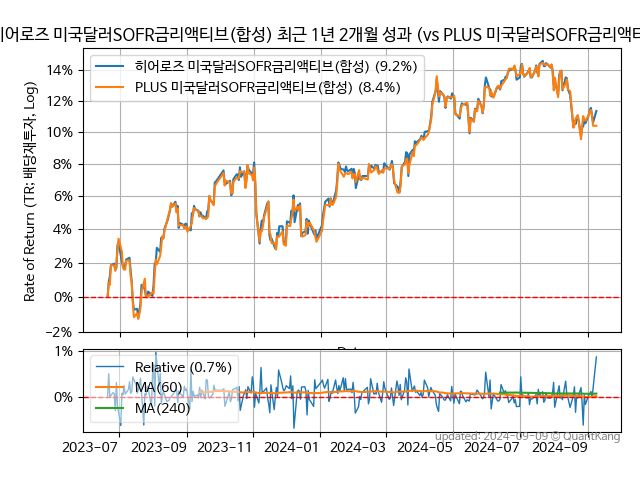 히어로즈 미국달러SOFR금리액티브(합성) 최근 1년 2개월 성과 (vs PLUS 미국달러SOFR금리액티
Rate of Return (TR: 배당재투자, Log)
14%
12%
10%
8%
6%
4%
2%
0%
−2%
히어로즈 미국달러SOFR금리액티브(합성) (9.2%)
PLUS 미국달러SOFR금리액티브(합성) (8.4%)
1%
0%
Relative (0.7%)
MA(60)
MA(240)
2023-07
2023-09
2023-11
2024-01
2024-03
2024-05
2024-07
2024-09
updated: 2024-09-09 © QuantKang